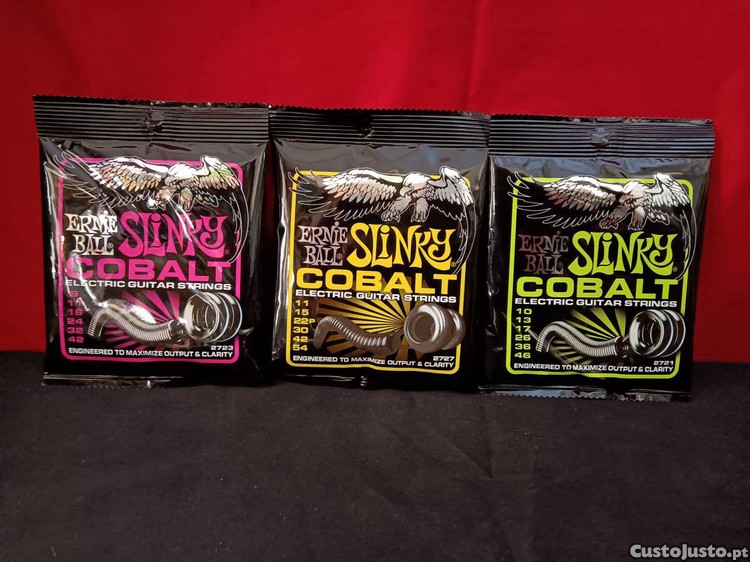 ERNIE BALL
SLINKY
COBALT
ELECTRIC GUITAR STRINGS
16
24
32
42
2723
ENGINEERED TO MAXIMIZE OUTPUT & CLARITY
ERNIE BALL
SLINKY
COBALT
ELECTRIC GUITAR STRINGS
11
15
22P
30
42
54
2727
ENGINEERED TO MAXIMIZE OUTPUT & CLARITY
ERNIE BALL
SLINKY
COBALT
ELECTRIC GUITAR STRINGS
10
13
17
26
36
46
2721
ENGINEERED TO MAXIMIZE OUTPUT & CLARITY
CustoJusto.pt